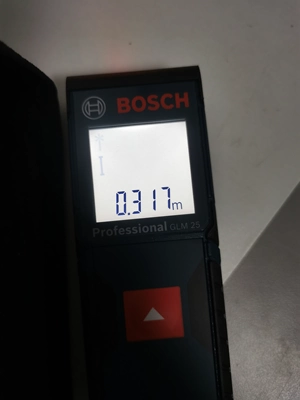 BOSCH
0.317m
Professional GLM 25